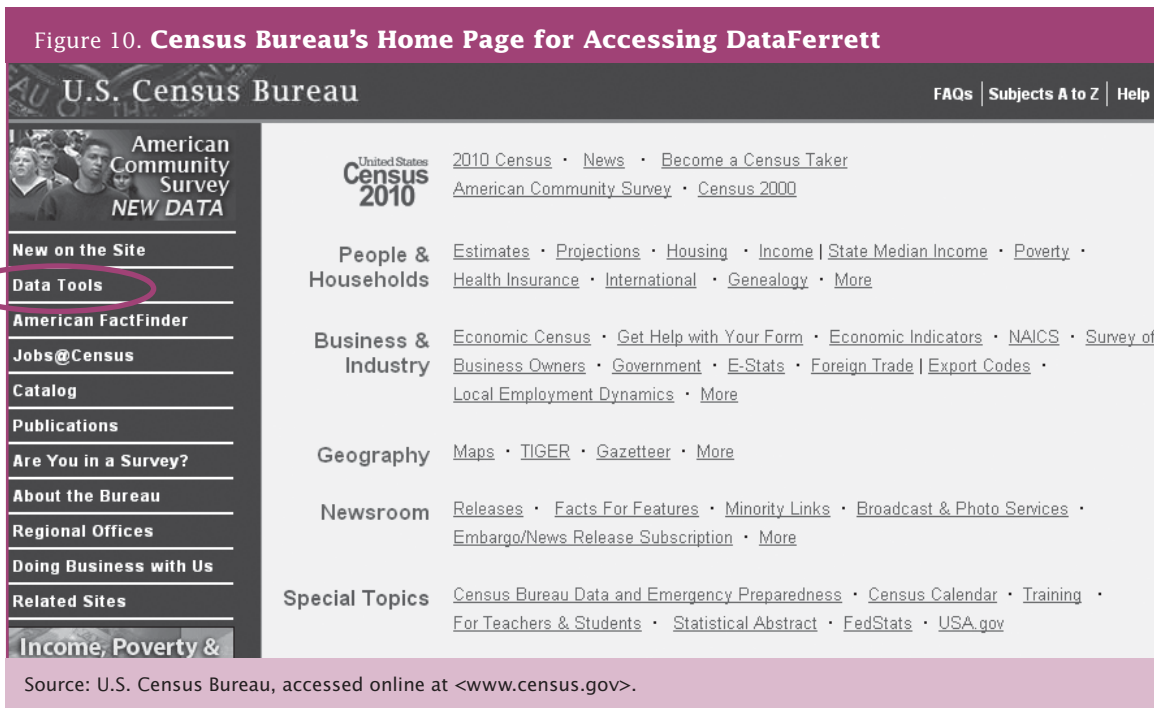 Figure 10. Census Bureau's Home Page for Accessing DataFerrett
U.S. Census Bureau
FAQs | Subjects A to Z | Help
American
Community
Survey
NEW DATA
New on the Site
Data Tools
American FactFinder
Jobs@Census
Catalog
Publications
Are You in a Survey?
About the Bureau
Regional Offices
Doing Business with Us
Related Sites
Income, Poverty &
United States
Census
2010
2010 Census · News · Become a Census Taker
American Community Survey · Census 2000
People &
Households
Estimates · Projections · Housing · Income | State Median Income · Poverty ·
Health Insurance · International · Genealogy · More
Business &
Industry
Economic Census · Get Help with Your Form · Economic Indicators · NAICS · Survey of
Business Owners · Government · E-Stats · Foreign Trade | Export Codes ·
Local Employment Dynamics · More
Geography
Maps · TIGER · Gazetteer · More
Newsroom
Releases · Facts For Features · Minority Links · Broadcast & Photo Services ·
Embargo/News Release Subscription · More
Special Topics
Census Bureau Data and Emergency Preparedness · Census Calendar · Training ·
For Teachers & Students · Statistical Abstract · FedStats · USA.gov
Source: U.S. Census Bureau, accessed online at <www.census.gov>.